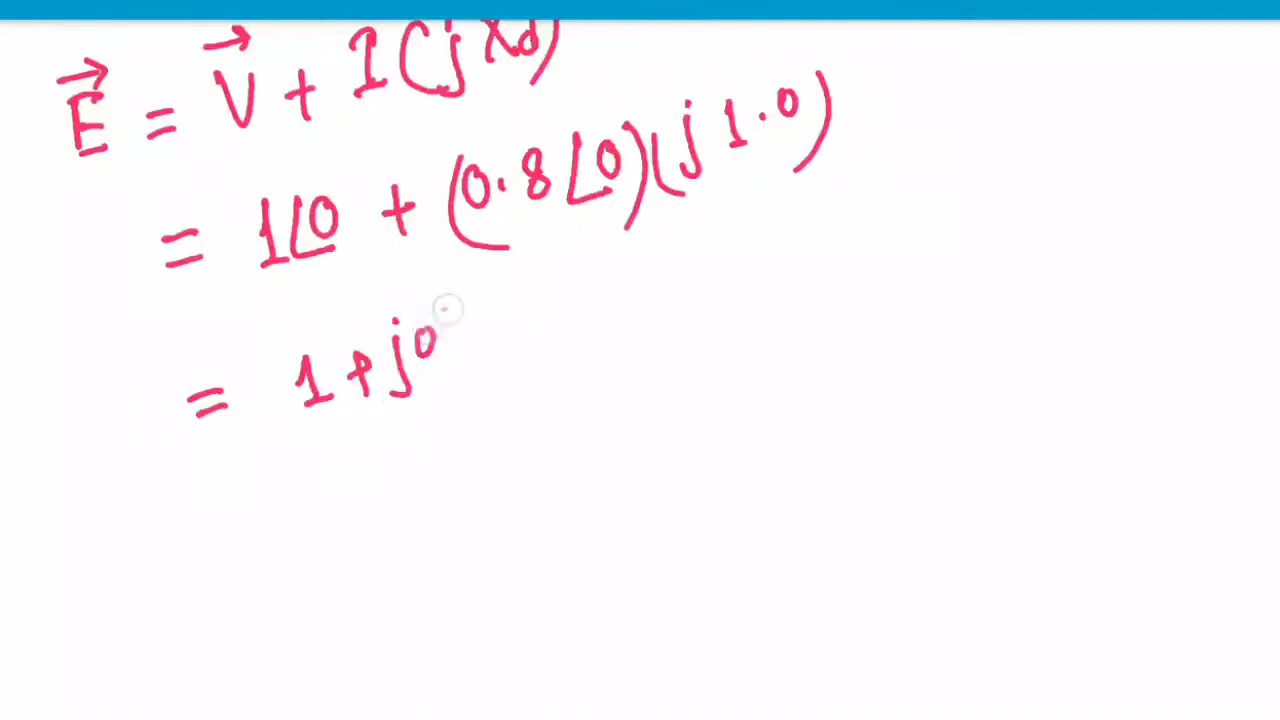 E⃗ = V⃗ + I(jXd)
= 1∠0 + (0.8∠0)(j1.0)
= 1+j0.